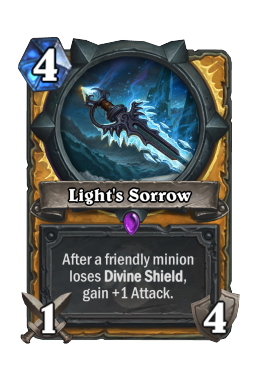 4
Light's Sorrow
After a friendly minion
loses Divine Shield,
gain +1 Attack.
1
4